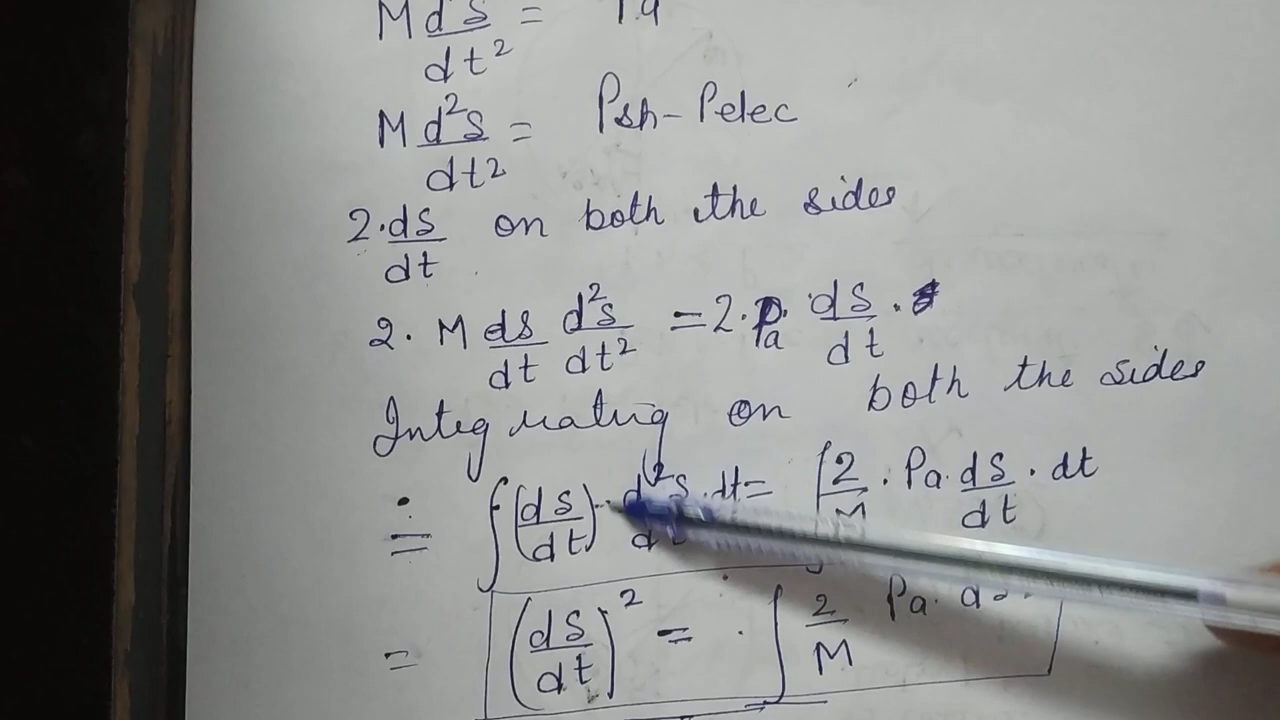 M d²s/dt² =
M d²s/dt² = Psh - Pelec
2·ds/dt on both the sides
2· M ds/dt d²s/dt² = 2·Pa ds/dt ·
Integrating on both the sides
∫(ds/dt)· d²s/dt ·dt = ∫2/M · Pa·ds/dt · dt
= (ds/dt)² = ·∫2/M Pa·